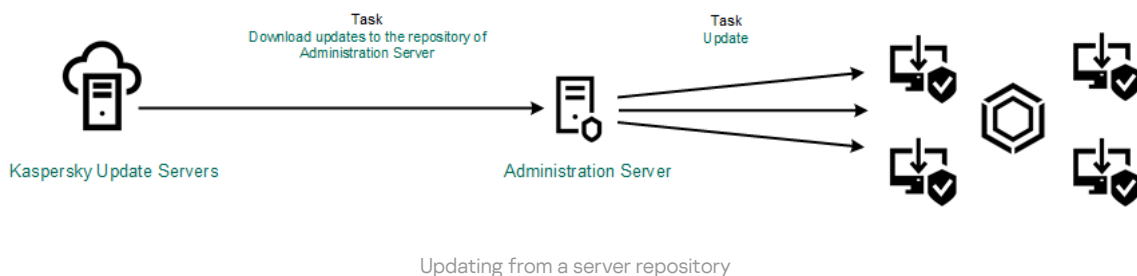 Task
Download updates to the repository of
Administration Server
Task
Update
Kaspersky Update Servers
Administration Server
Updating from a server repository